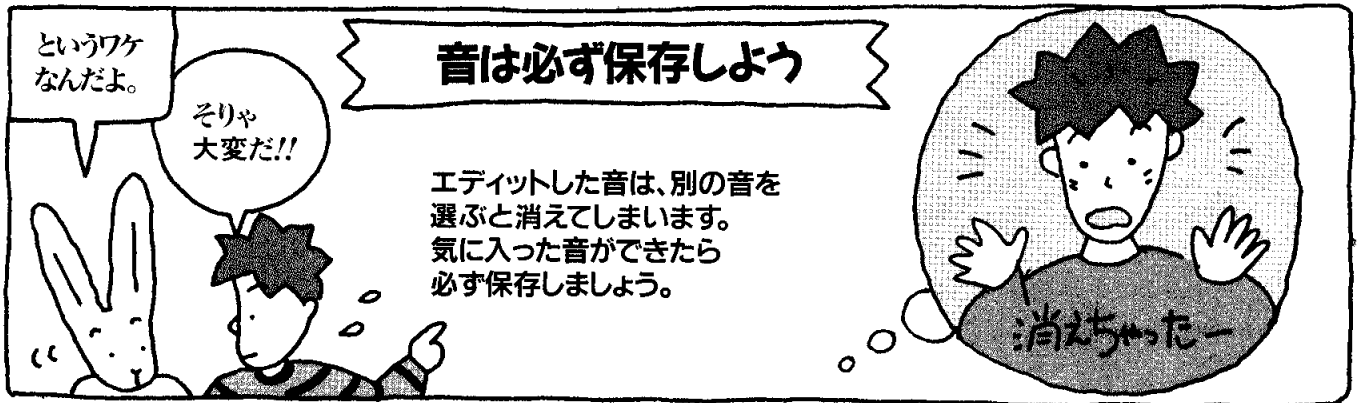 というワケ
なんだよ。
そりゃ
大変だ!!
音は必ず保存しよう
エディットした音は、別の音を
選ぶと消えてしまいます。
気に入った音ができたら
必ず保存しましょう。
消えちゃったー